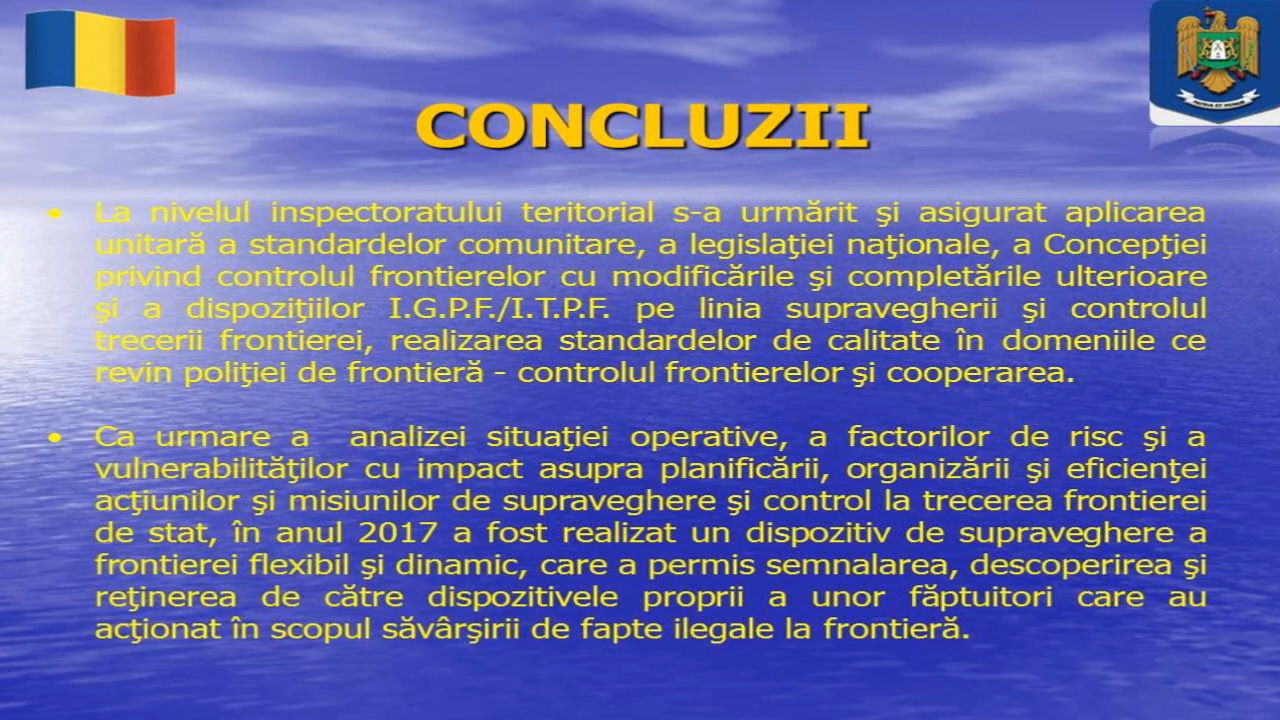 CONCLUZII
• La nivelul inspectoratului teritorial s-a urmărit şi asigurat aplicarea
unitară a standardelor comunitare, a legislaţiei naţionale, a Concepţiei
privind controlul frontierelor cu modificările şi completările ulterioare
şi a dispoziţiilor I.G.P.F./I.T.P.F. pe linia supravegherii şi controlul
trecerii frontierei, realizarea standardelor de calitate în domeniile ce
revin poliţiei de frontieră - controlul frontierelor şi cooperarea.
• Ca urmare a analizei situaţiei operative, a factorilor de risc şi a
vulnerabilităţilor cu impact asupra planificării, organizării şi eficienţei
acţiunilor şi misiunilor de supraveghere şi control la trecerea frontierei
de stat, în anul 2017 a fost realizat un dispozitiv de supraveghere a
frontierei flexibil şi dinamic, care a permis semnalarea, descoperirea şi
reţinerea de către dispozitivele proprii a unor făptuitori care au
acţionat în scopul săvârşirii de fapte ilegale la frontieră.